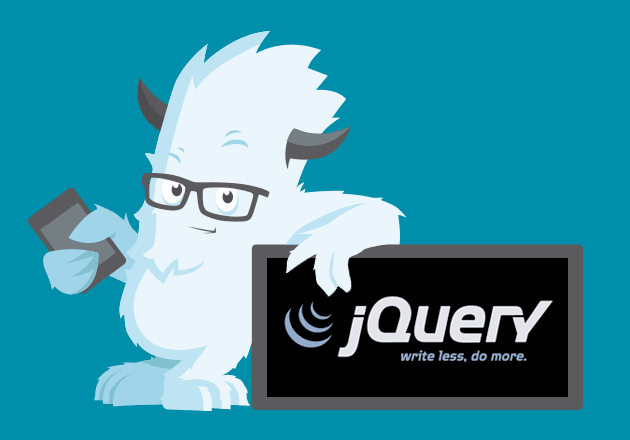 jQuery
write less, do more.